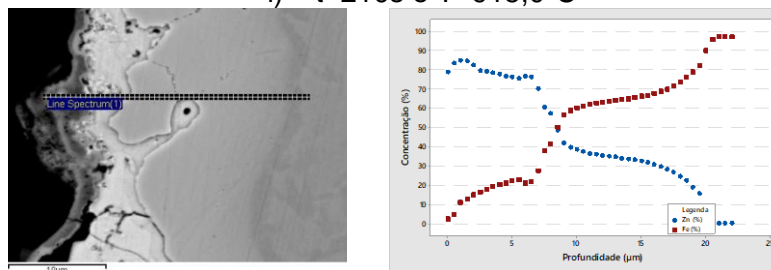 Line Spectrum(1)
10µm
100
90
80
70
60
50
40
30
20
10
0
Concentração (%)
0 5 10 15 20 25
Profundidade (µm)
Legenda
Zn (%)
Fe (%)